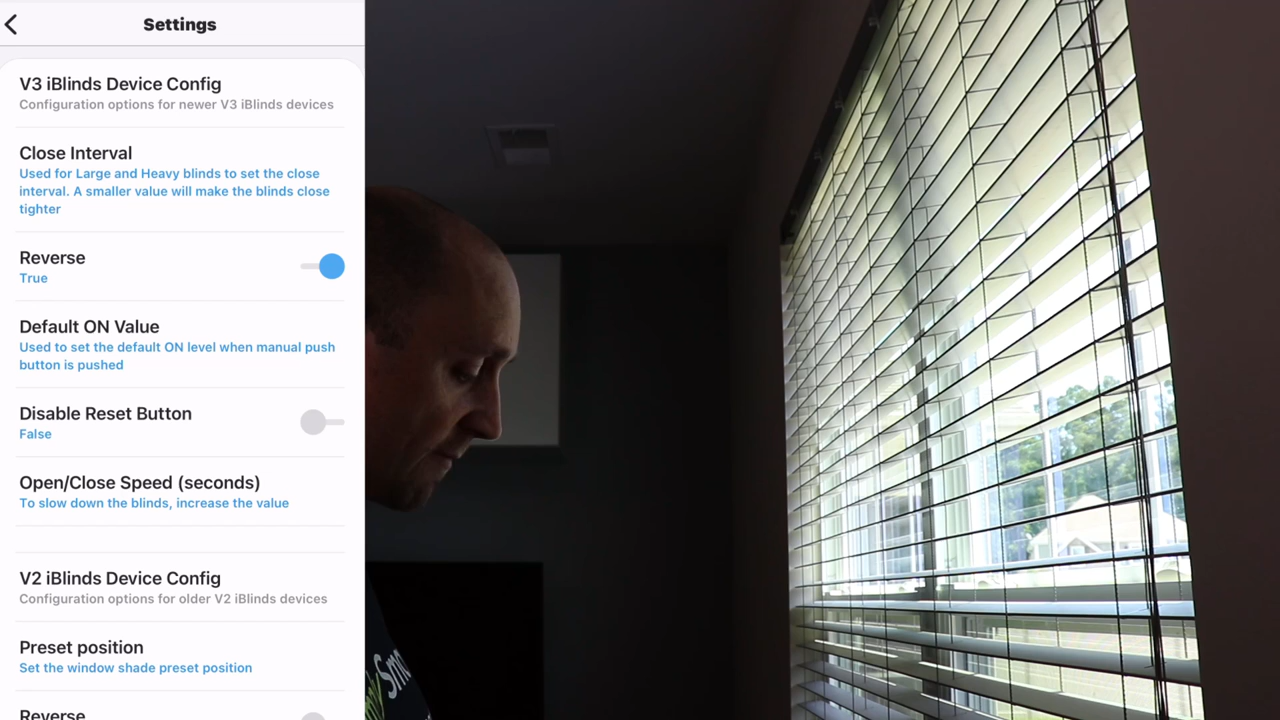 Settings
V3 iBlinds Device Config
Configuration options for newer V3 iBlinds devices
Close Interval
Used for Large and Heavy blinds to set the close
interval. A smaller value will make the blinds close
tighter
Reverse
True
Default ON Value
Used to set the default ON level when manual push
button is pushed
Disable Reset Button
False
Open/Close Speed (seconds)
To slow down the blinds, increase the value
V2 iBlinds Device Config
Configuration options for older V2 iBlinds devices
Preset position
Set the window shade preset position
Reverse